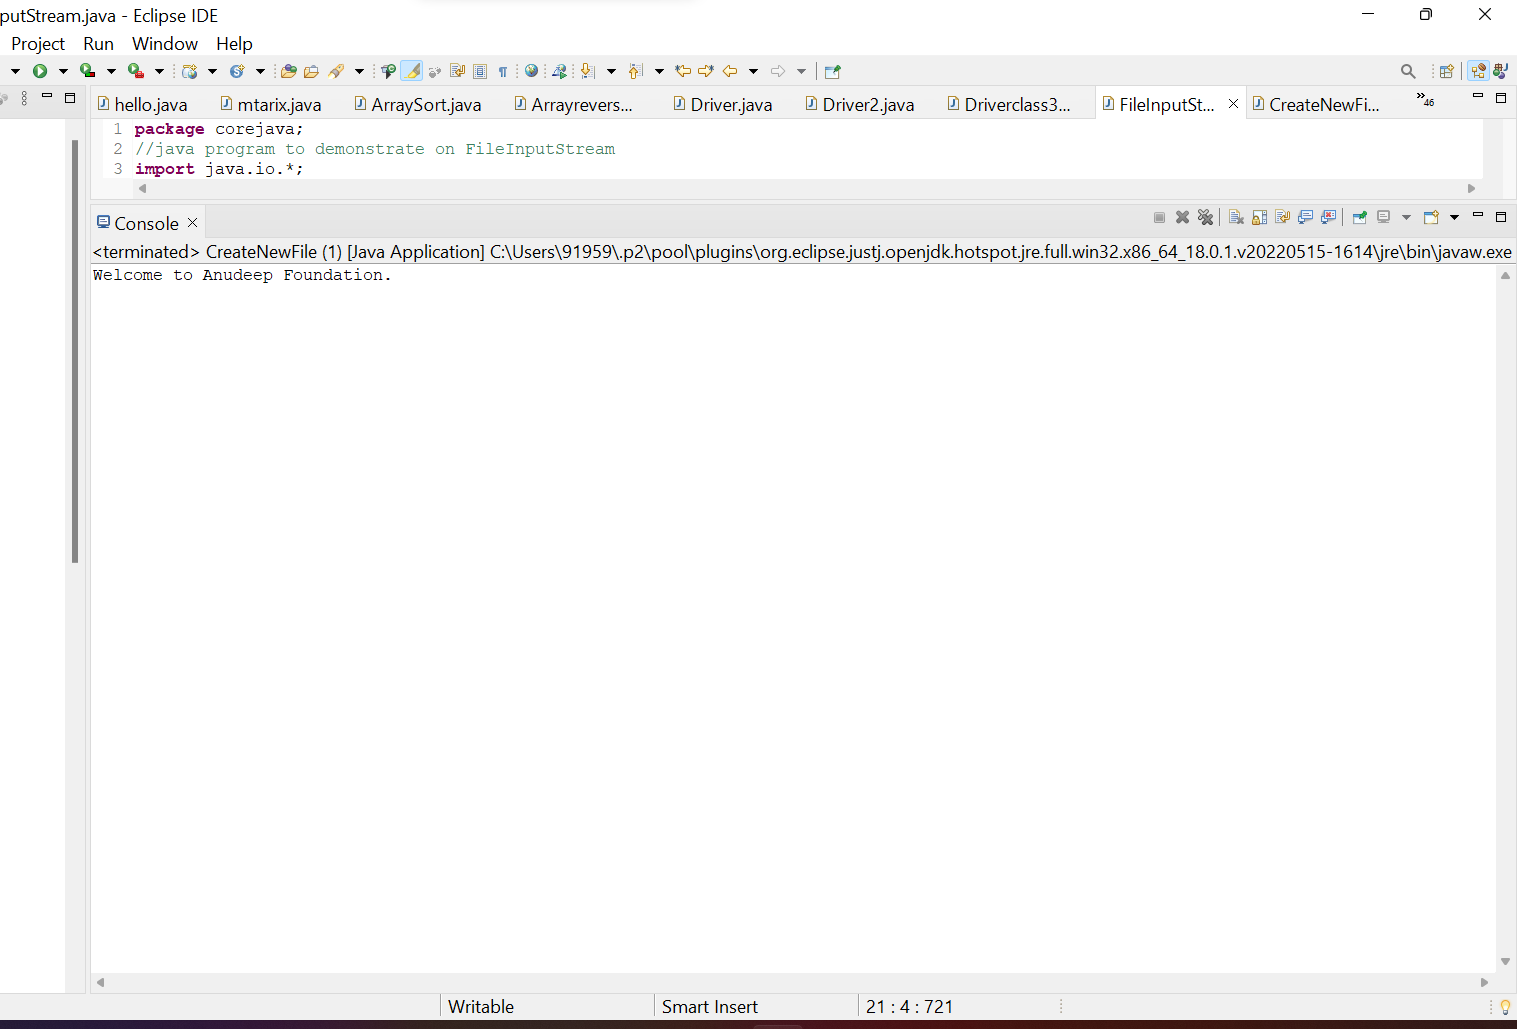 putStream.java - Eclipse IDE
Project Run Window Help
hello.java mtarix.java ArraySort.java Arrayrevers... Driver.java Driver2.java Driverclass3... FileInputSt... CreateNewFi... »46
1 package corejava;
2 //java program to demonstrate on FileInputStream
3 import java.io.*;
Console
<terminated> CreateNewFile (1) [Java Application] C:\Users\91959\.p2\pool\plugins\org.eclipse.justj.openjdk.hotspot.jre.full.win32.x86_64_18.0.1.v20220515-1614\jre\bin\javaw.exe
Welcome to Anudeep Foundation.
Writable Smart Insert 21 : 4 : 721